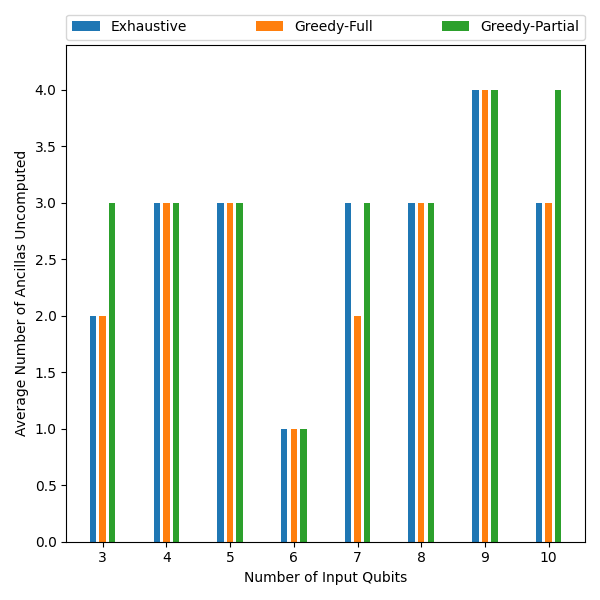 Exhaustive Greedy-Full Greedy-Partial
Average Number of Ancillas Uncomputed
4.0
3.5
3.0
2.5
2.0
1.5
1.0
0.5
0.0
3 4 5 6 7 8 9 10
Number of Input Qubits